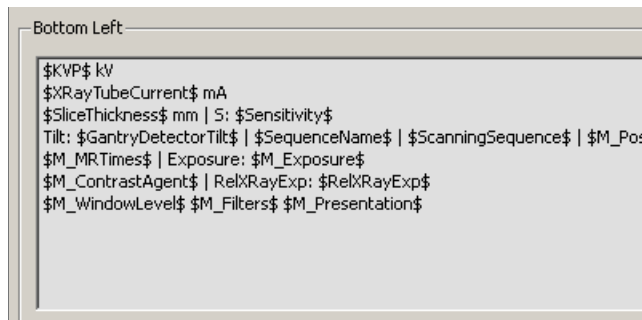 Bottom Left
$KVP$ kV
$XRayTubeCurrent$ mA
$SliceThickness$ mm | S: $Sensitivity$
Tilt: $GantryDetectorTilt$ | $SequenceName$ | $ScanningSequence$ | $M_Pos
$M_MRTimes$ | Exposure: $M_Exposure$
$M_ContrastAgent$ | RelXRayExp: $RelXRayExp$
$M_WindowLevel$ $M_Filters$ $M_Presentation$